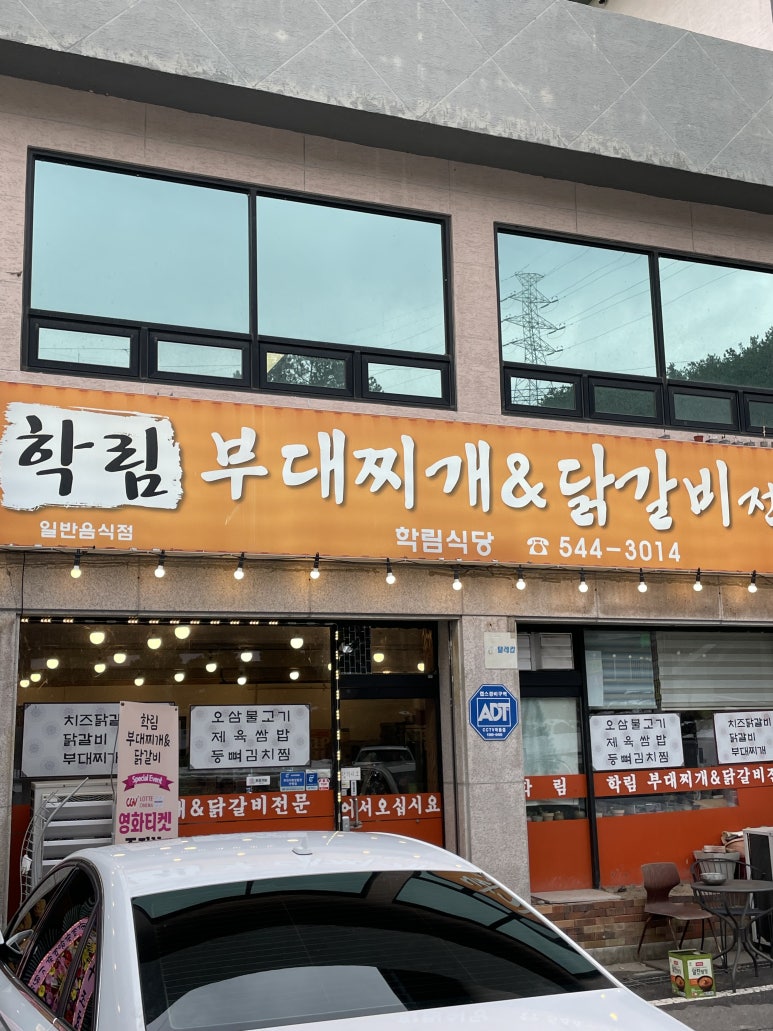 학림 부대찌개&닭갈비전
일반음식점
학림식당 ☎ 544-3014
치즈닭갈
닭갈비
부대찌개
학림
부대찌개&
닭갈비
Special Event
CGV LOTTE CINEMA
영화티켓
오삼불고기
제육쌈밥
등뼈김치찜
&닭갈비전문
어서오십시요
ADT
오삼불고기
제육쌈밥
등뼈김치찜
치즈닭갈
닭갈비
부대찌개
학림
학림 부대찌개&닭갈비전